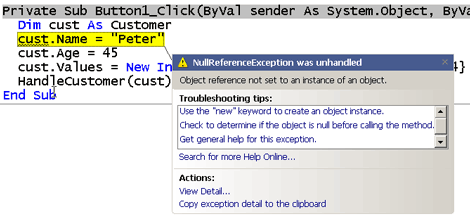 Private Sub Button1_Click(ByVal sender As System.Object, ByVa
Dim cust As Customer
cust.Name = "Peter"
cust.Age = 45
cust.Values = New In 4}
HandleCustomer(cust)
End Sub
NullReferenceException was unhandled
Object reference not set to an instance of an object.
Troubleshooting tips:
Use the "new" keyword to create an object instance.
Check to determine if the object is null before calling the method.
Get general help for this exception.
Search for more Help Online...
Actions:
View Detail...
Copy exception detail to the clipboard